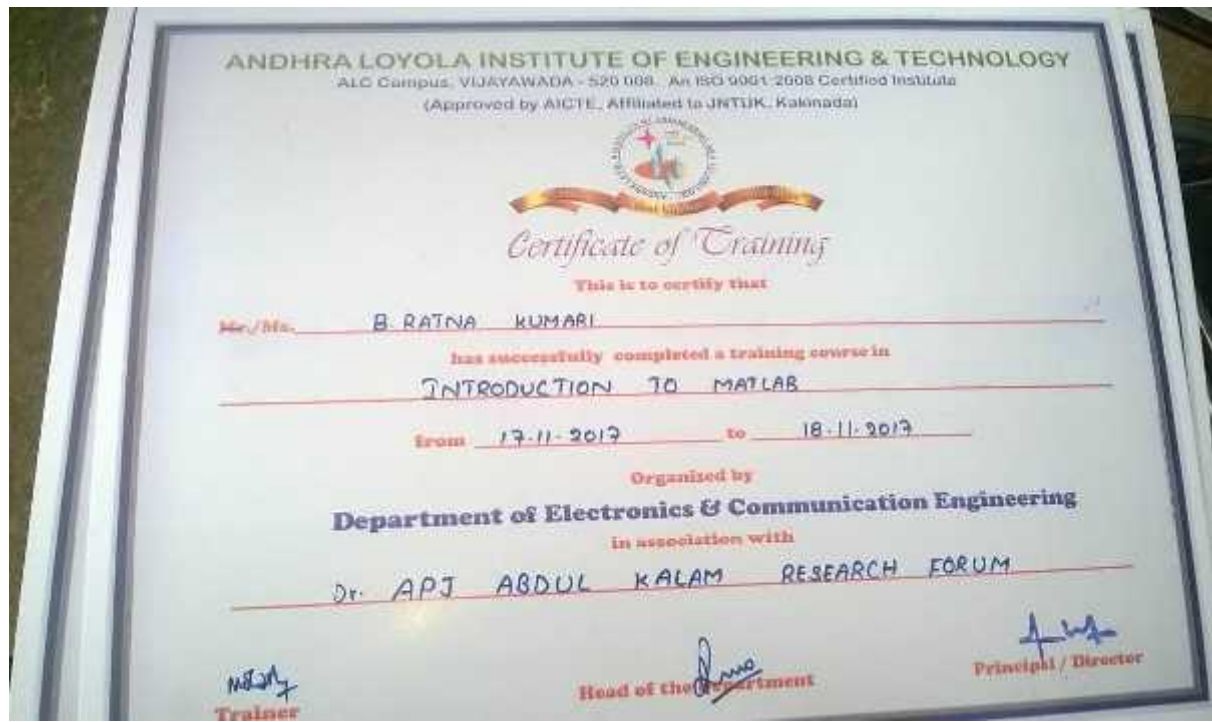 ANDHRA LOYOLA INSTITUTE OF ENGINEERING & TECHNOLOGY
ALC Campus, VIJAYAWADA - 520 008. An ISO 9001:2008 Certified Institute
(Approved by AICTE, Affiliated to JNTUK, Kakinada)
Certificate of Training
This is to certify that
Mr./Ms. B. RATNA KUMARI
has successfully completed a training course in
INTRODUCTION TO MATLAB
from 17-11-2017 to 18-11-2017
Organized by
Department of Electronics & Communication Engineering
in association with
Dr. APJ ABDUL KALAM RESEARCH FORUM
Trainer
Head of the Department
Principal / Director